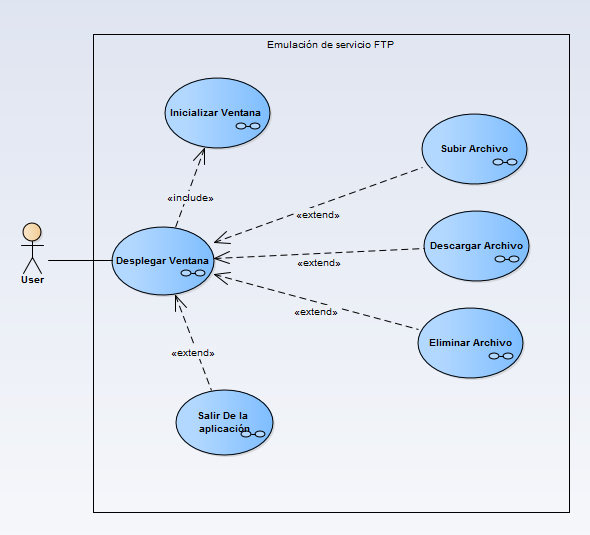 Emulación de servicio FTP
Inicializar Ventana
Subir Archivo
«include»
«extend»
User
Desplegar Ventana
Descargar Archivo
«extend»
«extend»
Eliminar Archivo
«extend»
Salir De la
aplicación